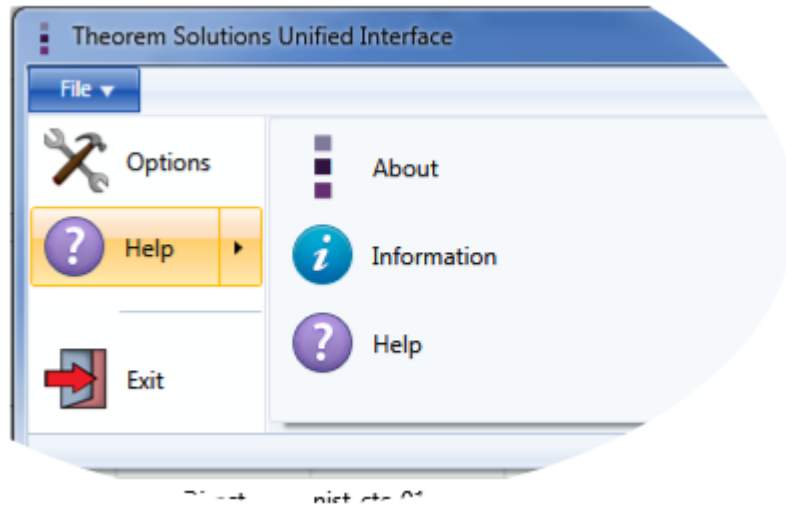 Theorem Solutions Unified Interface
File
Options
Help
Exit
About
Information
Help